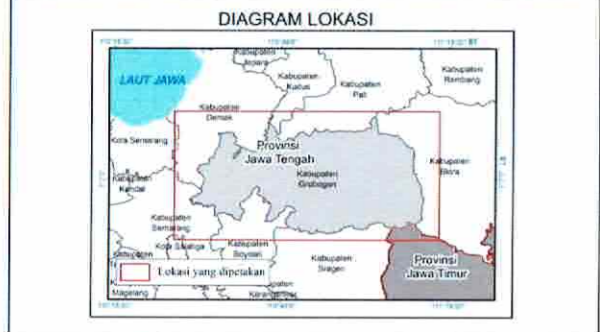 DIAGRAM LOKASI
LAUT JAWA
Kabupaten
Jepara
Kabupaten
Kudus
Kabupaten
Pati
Kabupaten
Rembang
Kabupaten
Demak
Kota Semarang
Provinsi
Jawa Tengah
Kabupaten
Grobogan
Kabupaten
Blora
Kabupaten
Kendal
Kabupaten
Semarang
Kota Salatiga
Kabupaten
Boyolali
Kabupaten
Sragen
Provinsi
Jawa Timur
Kabupaten
Lokasi yang dipetakan
Magelang
Karanganyar